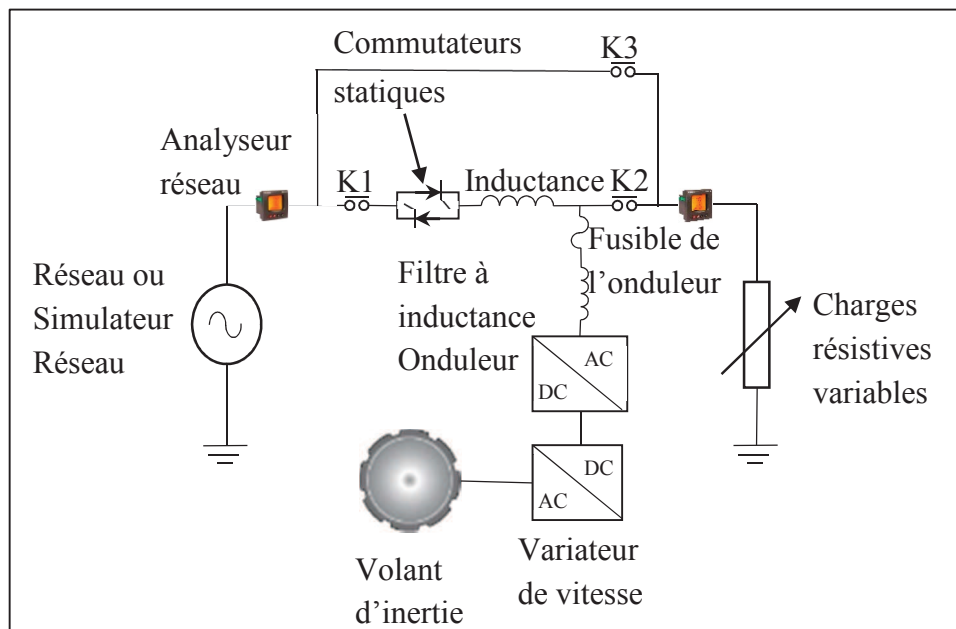 Commutateurs
statiques
K3
Analyseur
réseau
K1
Inductance
K2
Fusible de
l'onduleur
Réseau ou
Simulateur
Réseau
Filtre à
inductance
Onduleur
AC
DC
Charges
résistives
variables
DC
AC
Volant
d'inertie
Variateur
de vitesse